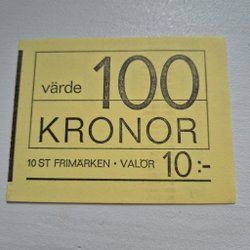 värde 100
KRONOR
10 ST FRIMÄRKEN • VALÖR 10:-